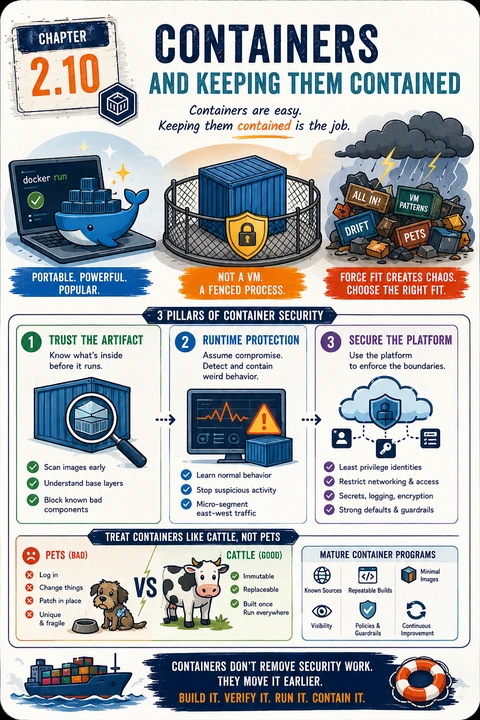 CHAPTER
2.10
CONTAINERS
AND KEEPING THEM CONTAINED
Containers are easy.
Keeping them contained is the job.
docker run
ALL IN!
VM
PATTERNS
DRIFT
PETS
PORTABLE. POWERFUL.
POPULAR.
NOT A VM.
A FENCED PROCESS.
FORCE FIT CREATES CHAOS.
CHOOSE THE RIGHT FIT.
3 PILLARS OF CONTAINER SECURITY
1 TRUST THE ARTIFACT
Know what's inside
before it runs.
Scan images early
Understand base layers
Block known bad
components
2 RUNTIME PROTECTION
Assume compromise.
Detect and contain
weird behavior.
Learn normal behavior
Stop suspicious activity
Micro-segment
east-west traffic
3 SECURE THE PLATFORM
Use the platform
to enforce the boundaries.
Least privilege identities
Restrict networking & access
Secrets, logging, encryption
Strong defaults & guardrails
TREAT CONTAINERS LIKE CATTLE, NOT PETS
PETS (BAD)
Log in
Change things
Patch in place
Unique
& fragile
VS
CATTLE (GOOD)
Immutable
Replaceable
Built once
Run everywhere
MATURE CONTAINER PROGRAMS
Known Sources
Repeatable Builds
Minimal
Images
Visibility
Policies &
Guardrails
Continuous
Improvement
CONTAINERS DON'T REMOVE SECURITY WORK.
THEY MOVE IT EARLIER.
BUILD IT. VERIFY IT. RUN IT. CONTAIN IT.